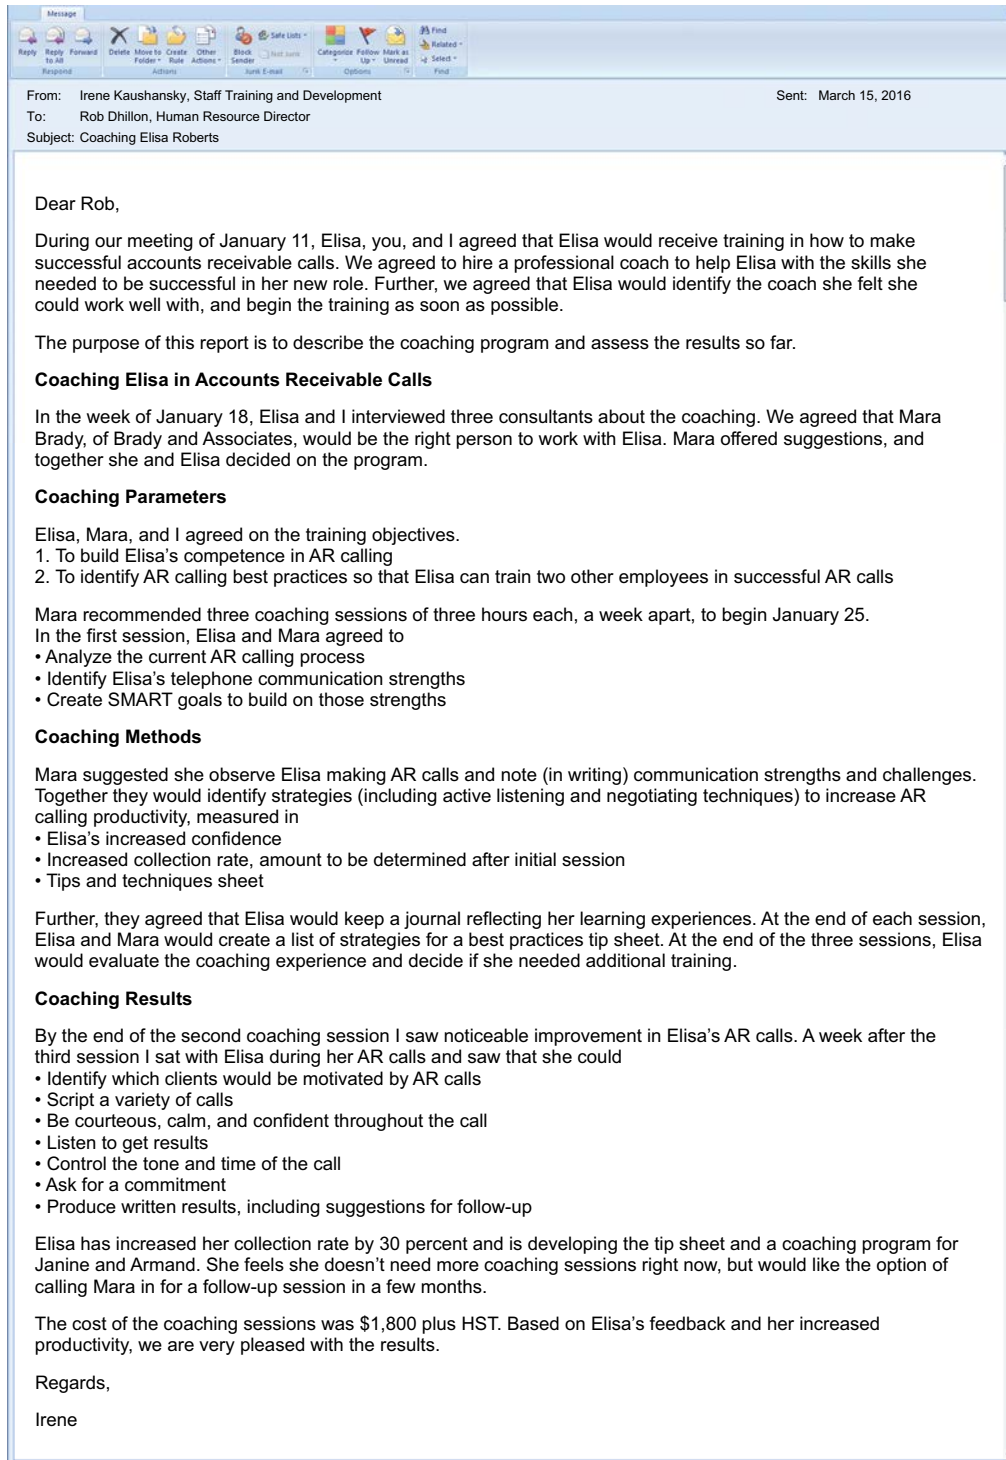 Message
Reply Reply to All Forward Delete Move to Folder Create Rule Other Actions Block Sender Safe Lists Not Junk Categorize Follow Up Mark as Unread Find Related Select
Respond Actions Junk E-mail Options Find
From: Irene Kaushansky, Staff Training and Development Sent: March 15, 2016
To: Rob Dhillon, Human Resource Director
Subject: Coaching Elisa Roberts
Dear Rob,
During our meeting of January 11, Elisa, you, and I agreed that Elisa would receive training in how to make
successful accounts receivable calls. We agreed to hire a professional coach to help Elisa with the skills she
needed to be successful in her new role. Further, we agreed that Elisa would identify the coach she felt she
could work well with, and begin the training as soon as possible.
The purpose of this report is to describe the coaching program and assess the results so far.
Coaching Elisa in Accounts Receivable Calls
In the week of January 18, Elisa and I interviewed three consultants about the coaching. We agreed that Mara
Brady, of Brady and Associates, would be the right person to work with Elisa. Mara offered suggestions, and
together she and Elisa decided on the program.
Coaching Parameters
Elisa, Mara, and I agreed on the training objectives.
1. To build Elisa's competence in AR calling
2. To identify AR calling best practices so that Elisa can train two other employees in successful AR calls
Mara recommended three coaching sessions of three hours each, a week apart, to begin January 25.
In the first session, Elisa and Mara agreed to
• Analyze the current AR calling process
• Identify Elisa's telephone communication strengths
• Create SMART goals to build on those strengths
Coaching Methods
Mara suggested she observe Elisa making AR calls and note (in writing) communication strengths and challenges.
Together they would identify strategies (including active listening and negotiating techniques) to increase AR
calling productivity, measured in
• Elisa's increased confidence
• Increased collection rate, amount to be determined after initial session
• Tips and techniques sheet
Further, they agreed that Elisa would keep a journal reflecting her learning experiences. At the end of each session,
Elisa and Mara would create a list of strategies for a best practices tip sheet. At the end of the three sessions, Elisa
would evaluate the coaching experience and decide if she needed additional training.
Coaching Results
By the end of the second coaching session I saw noticeable improvement in Elisa's AR calls. A week after the
third session I sat with Elisa during her AR calls and saw that she could
• Identify which clients would be motivated by AR calls
• Script a variety of calls
• Be courteous, calm, and confident throughout the call
• Listen to get results
• Control the tone and time of the call
• Ask for a commitment
• Produce written results, including suggestions for follow-up
Elisa has increased her collection rate by 30 percent and is developing the tip sheet and a coaching program for
Janine and Armand. She feels she doesn't need more coaching sessions right now, but would like the option of
calling Mara in for a follow-up session in a few months.
The cost of the coaching sessions was $1,800 plus HST. Based on Elisa's feedback and her increased
productivity, we are very pleased with the results.
Regards,
Irene